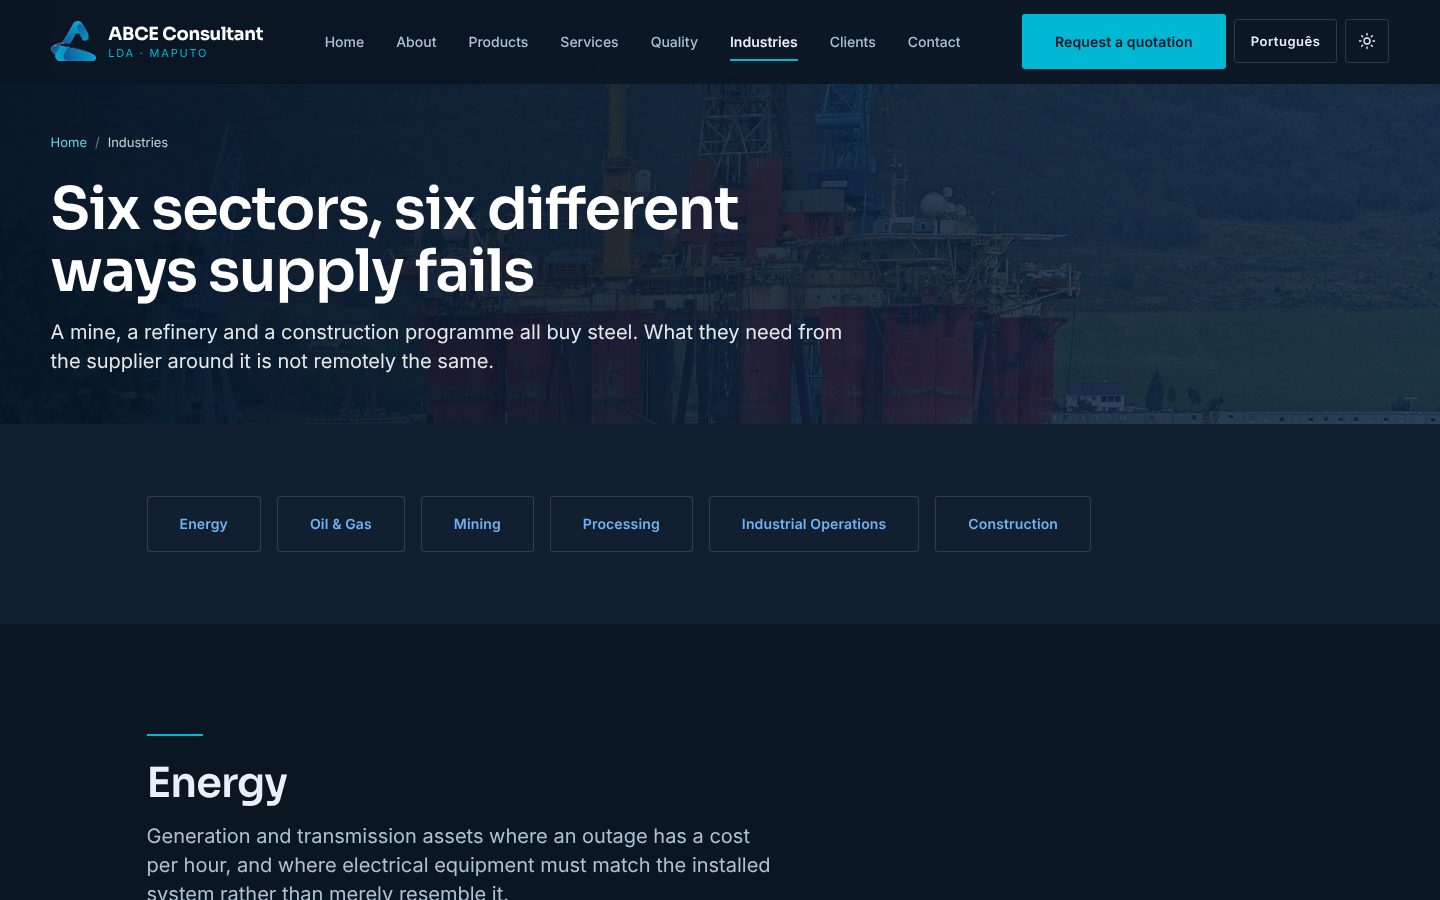 ABCE Consultant
LDA · MAPUTO
Home
About
Products
Services
Quality
Industries
Clients
Contact
Request a quotation
Português
Home / Industries
Six sectors, six different
ways supply fails
A mine, a refinery and a construction programme all buy steel. What they need from
the supplier around it is not remotely the same.
Energy
Oil & Gas
Mining
Processing
Industrial Operations
Construction
Energy
Generation and transmission assets where an outage has a cost
per hour, and where electrical equipment must match the installed
system rather than merely resemble it.